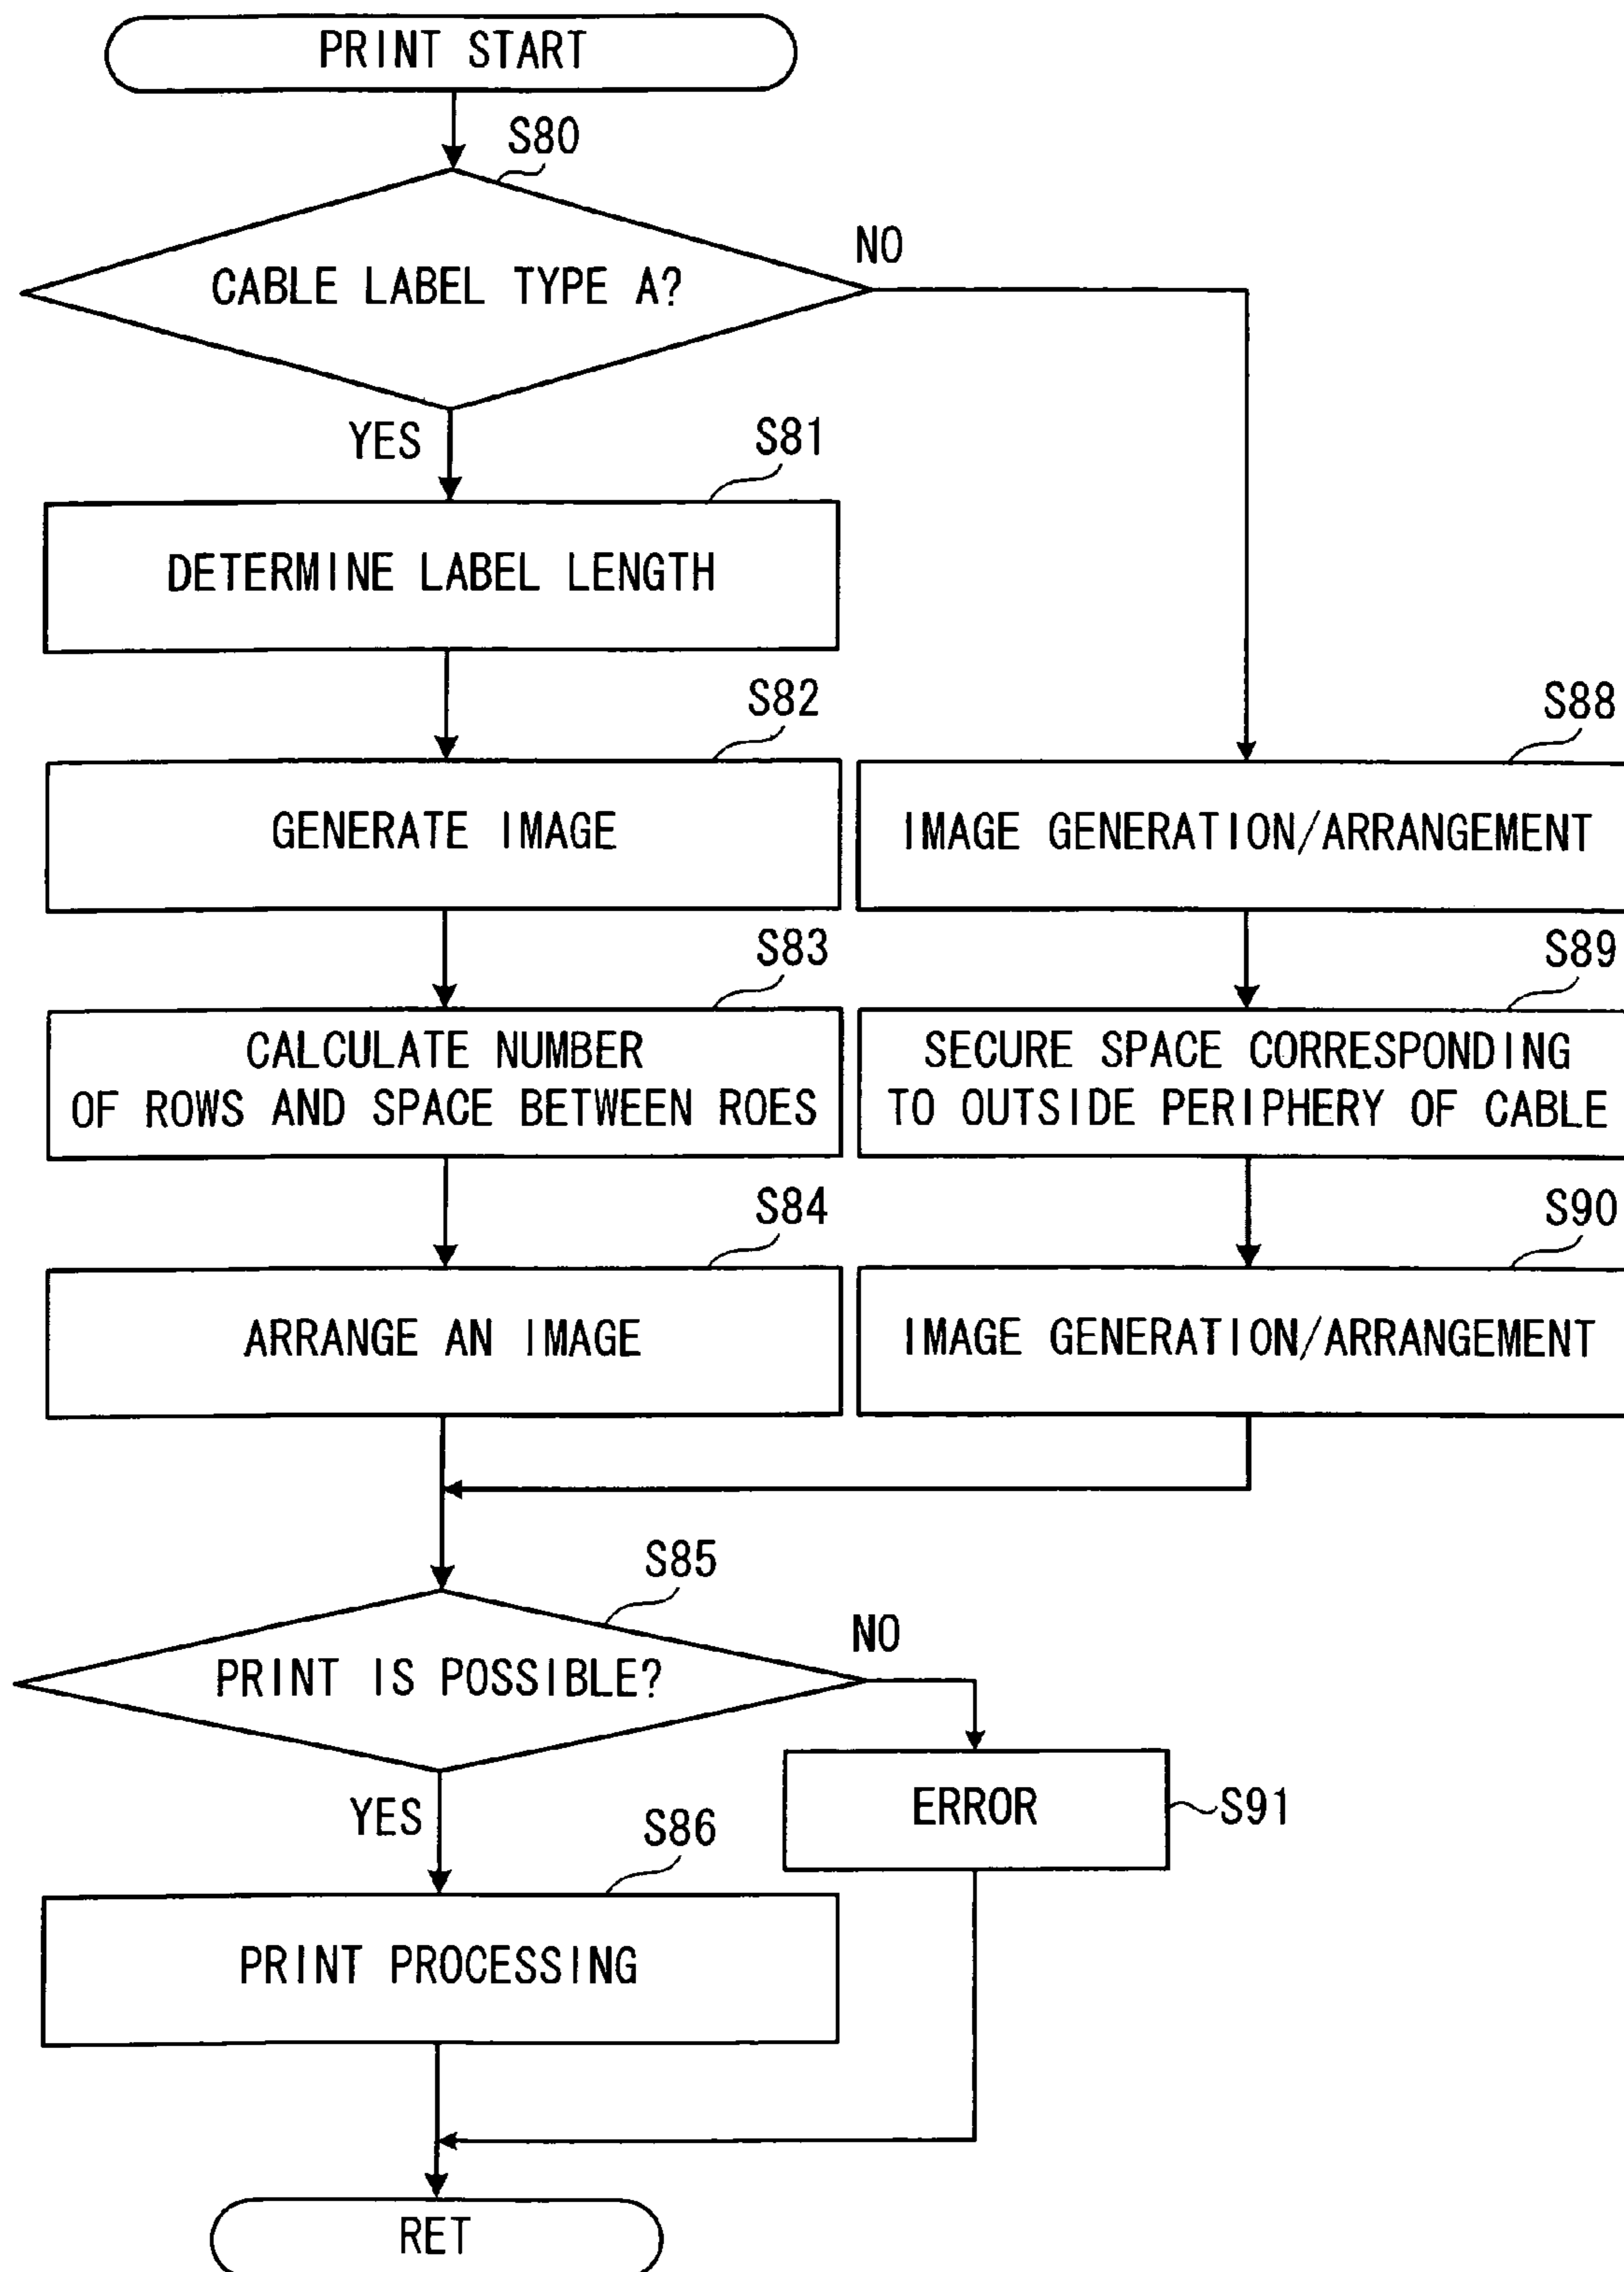 PRINT START
S80
CABLE LABEL TYPE A?
NO
YES
S81
DETERMINE LABEL LENGTH
S82
GENERATE IMAGE
S88
IMAGE GENERATION/ARRANGEMENT
S83
CALCULATE NUMBER
OF ROWS AND SPACE BETWEEN ROES
S89
SECURE SPACE CORRESPONDING
TO OUTSIDE PERIPHERY OF CABLE
S84
ARRANGE AN IMAGE
S90
IMAGE GENERATION/ARRANGEMENT
S85
PRINT IS POSSIBLE?
NO
YES
ERROR
S91
S86
PRINT PROCESSING
RET